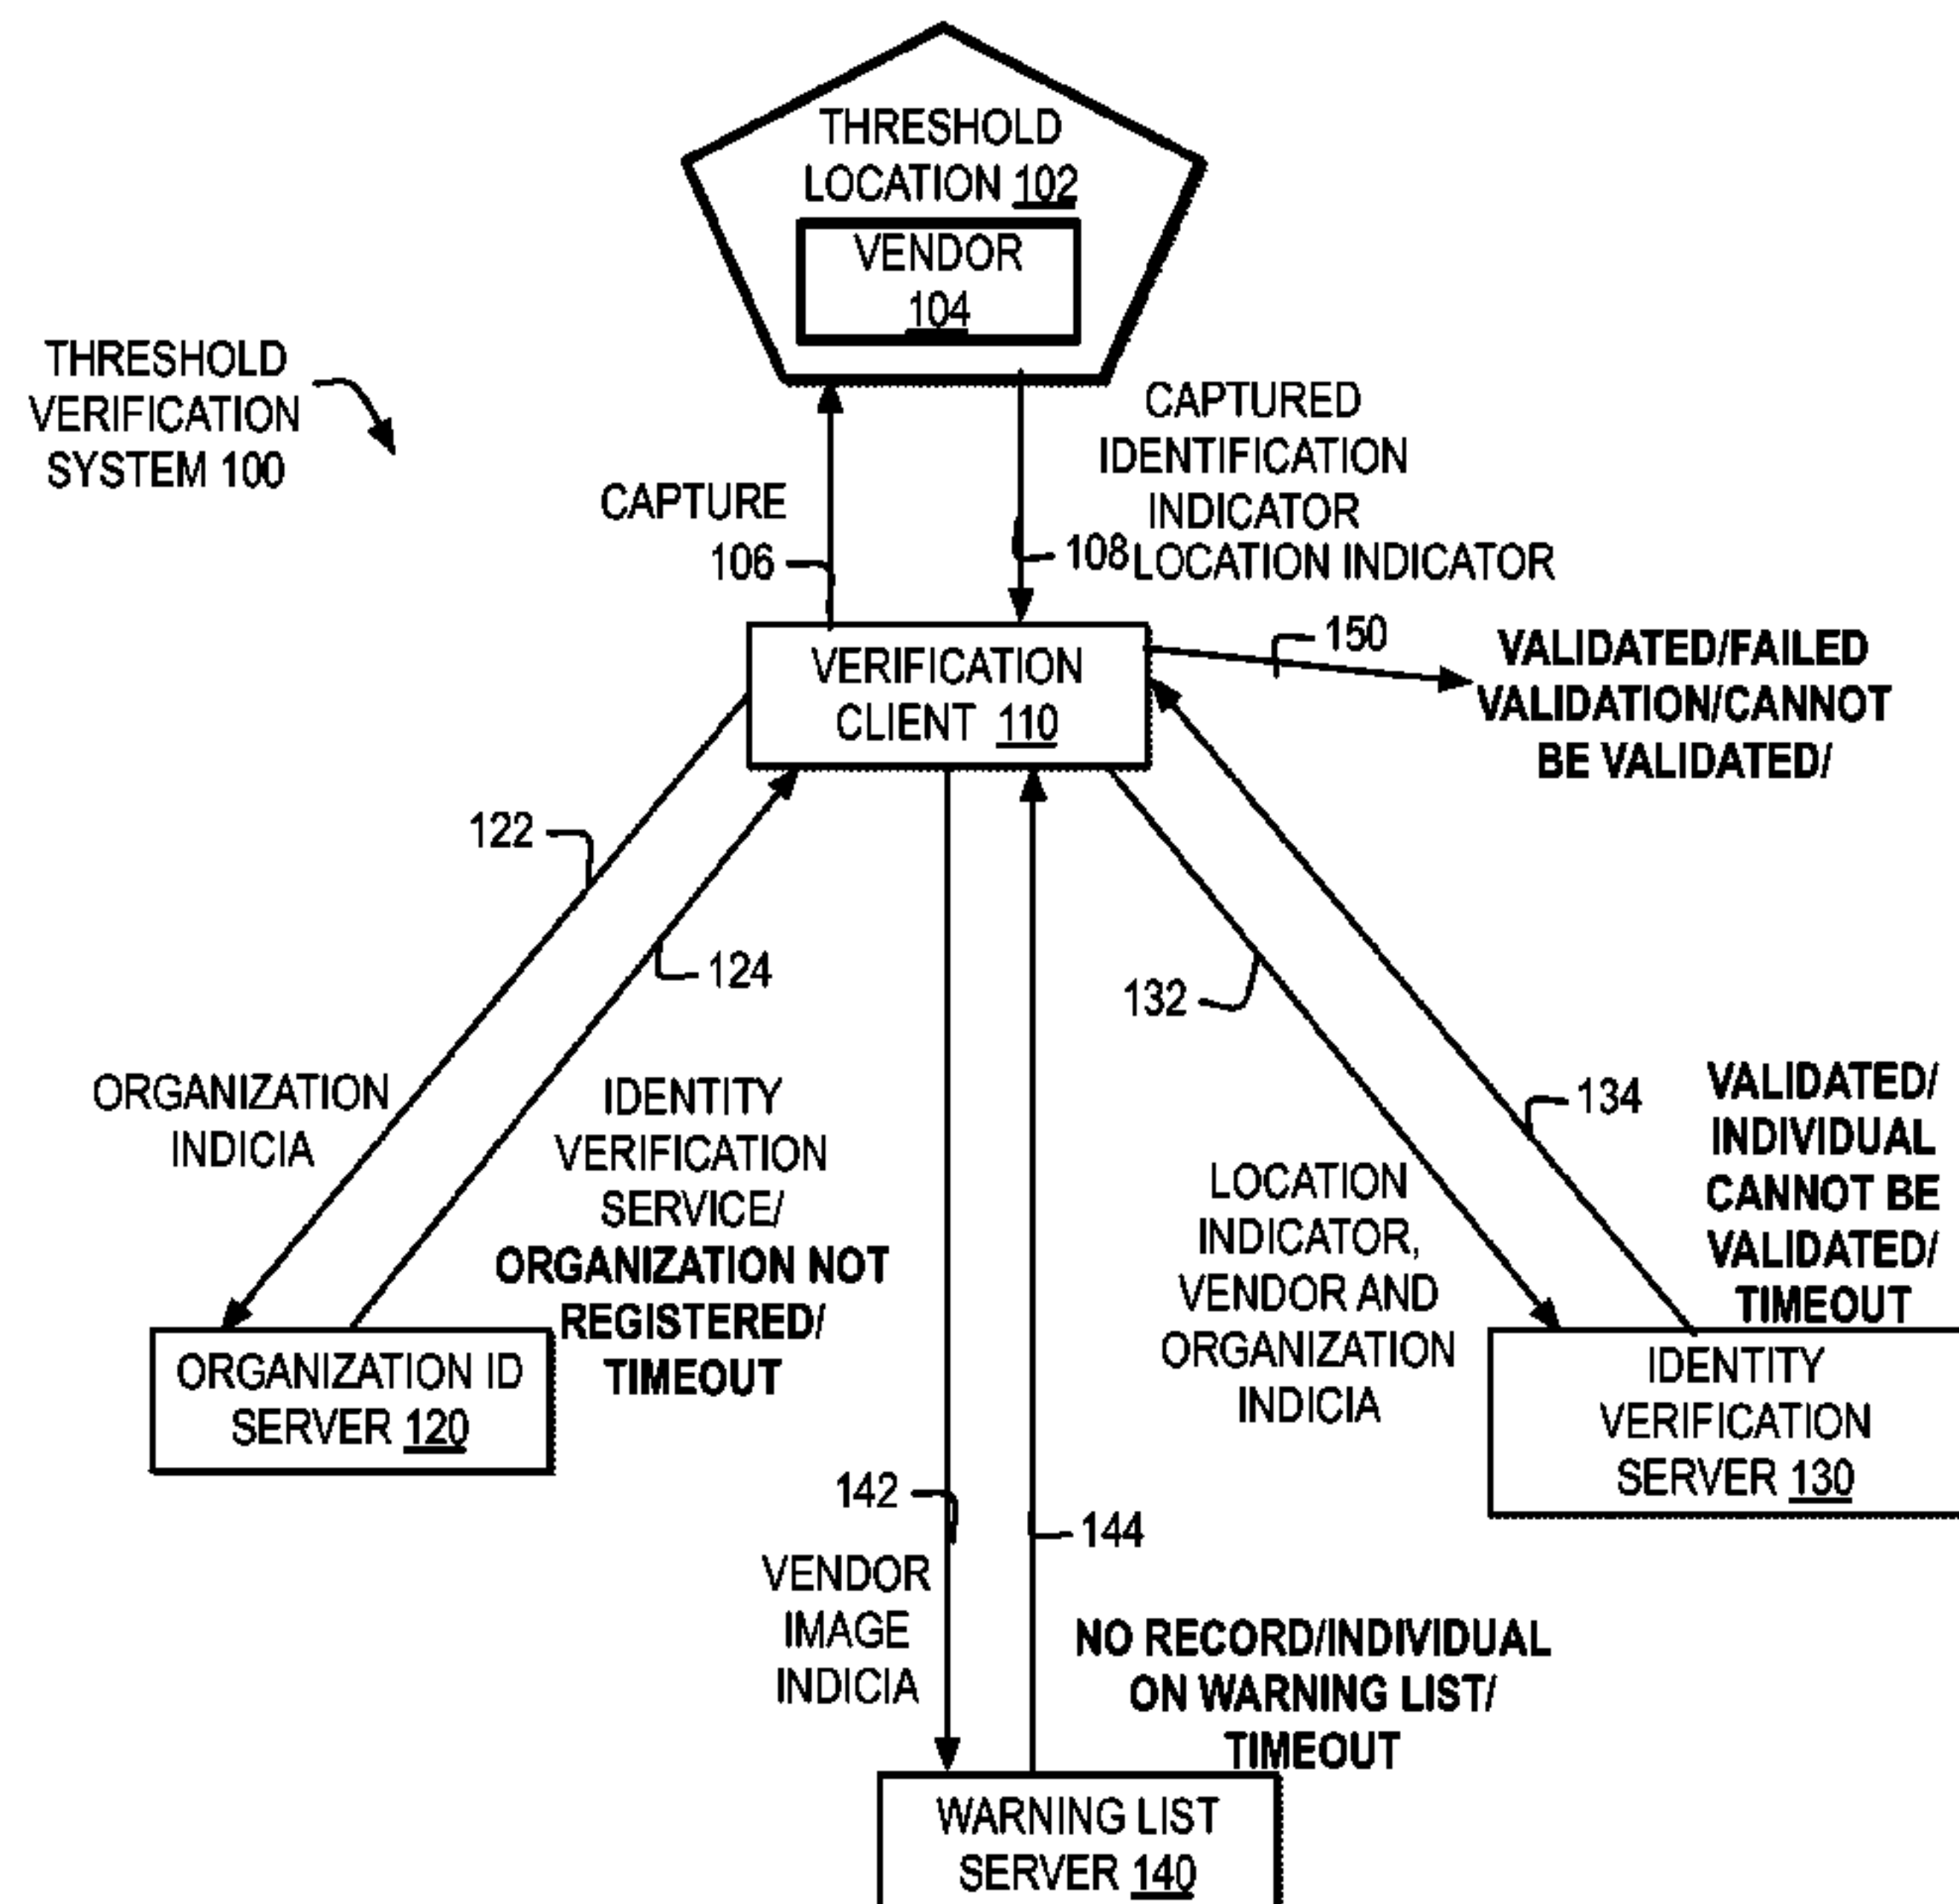 THRESHOLD
LOCATION 102
VENDOR
104
THRESHOLD
VERIFICATION
SYSTEM 100
CAPTURE
106
CAPTURED
IDENTIFICATION
INDICATOR
108 LOCATION INDICATOR
VERIFICATION
CLIENT 110
150
VALIDATED/FAILED
VALIDATION/CANNOT
BE VALIDATED/
122
124
132
134
ORGANIZATION
INDICIA
IDENTITY
VERIFICATION
SERVICE/
ORGANIZATION NOT
REGISTERED/
TIMEOUT
LOCATION
INDICATOR,
VENDOR AND
ORGANIZATION
INDICIA
VALIDATED/
INDIVIDUAL
CANNOT BE
VALIDATED/
TIMEOUT
ORGANIZATION ID
SERVER 120
IDENTITY
VERIFICATION
SERVER 130
142
144
VENDOR
IMAGE
INDICIA
NO RECORD/INDIVIDUAL
ON WARNING LIST/
TIMEOUT
WARNING LIST
SERVER 140